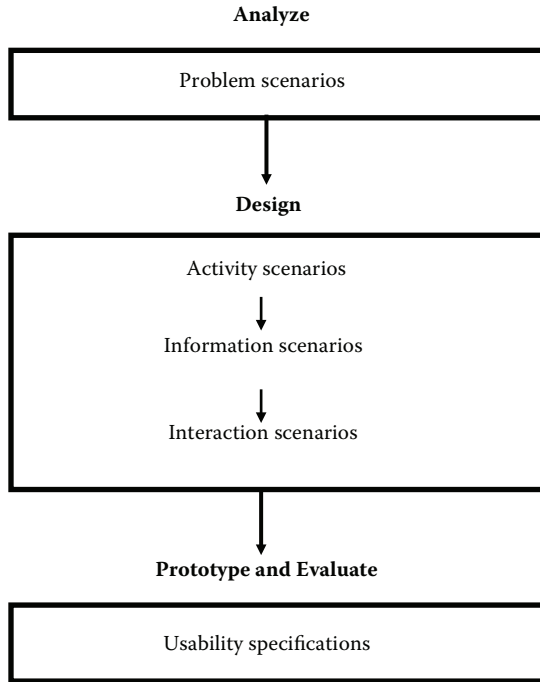 Analyze
Problem scenarios
Design
Activity scenarios
Information scenarios
Interaction scenarios
Prototype and Evaluate
Usability specifications